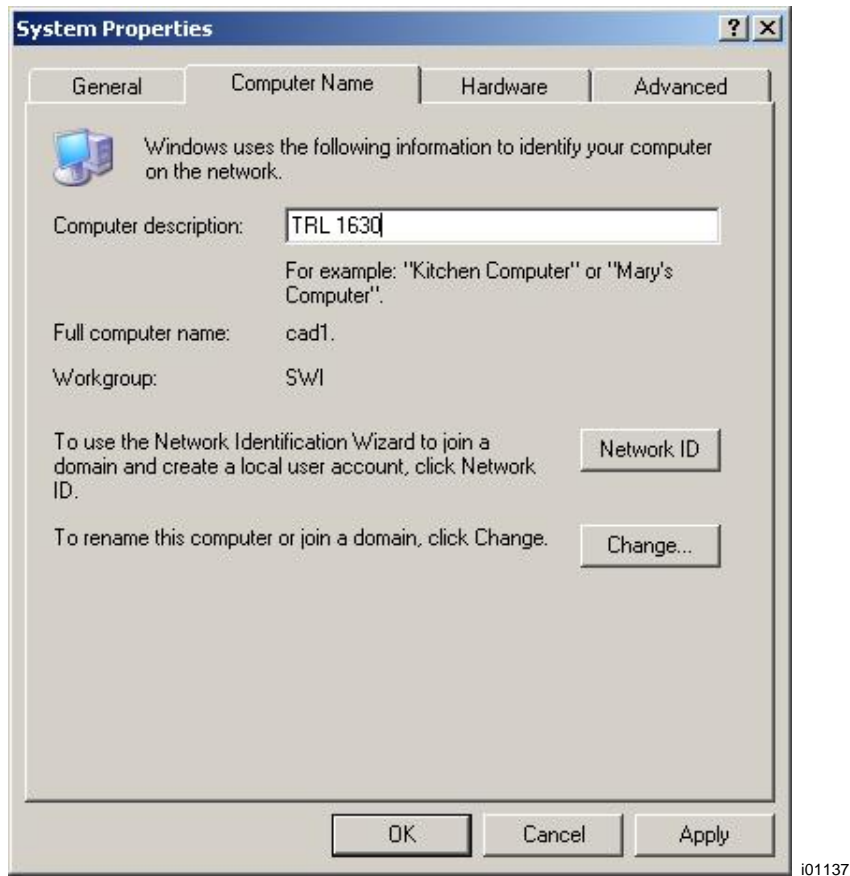 System Properties
General Computer Name Hardware Advanced
Windows uses the following information to identify your computer
on the network.
Computer description: TRL 1630
For example: "Kitchen Computer" or "Mary's
Computer".
Full computer name: cad1.
Workgroup: SWI
To use the Network Identification Wizard to join a
domain and create a local user account, click Network
ID.
Network ID
To rename this computer or join a domain, click Change.
Change...
OK Cancel Apply
i01137